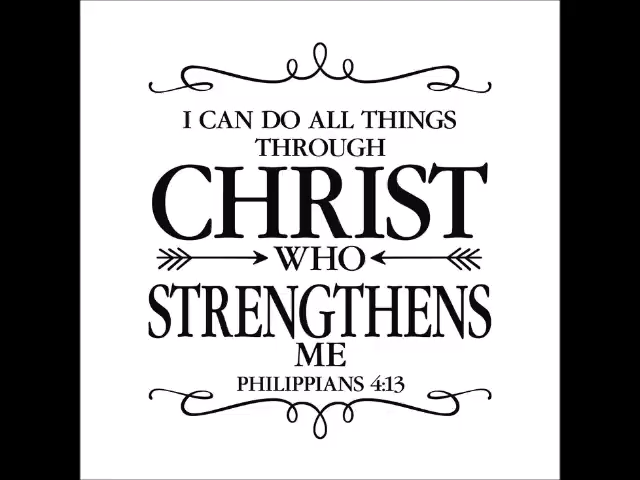 I CAN DO ALL THINGS
THROUGH
CHRIST
WHO
STRENGTHENS
ME
PHILIPPIANS 4:13